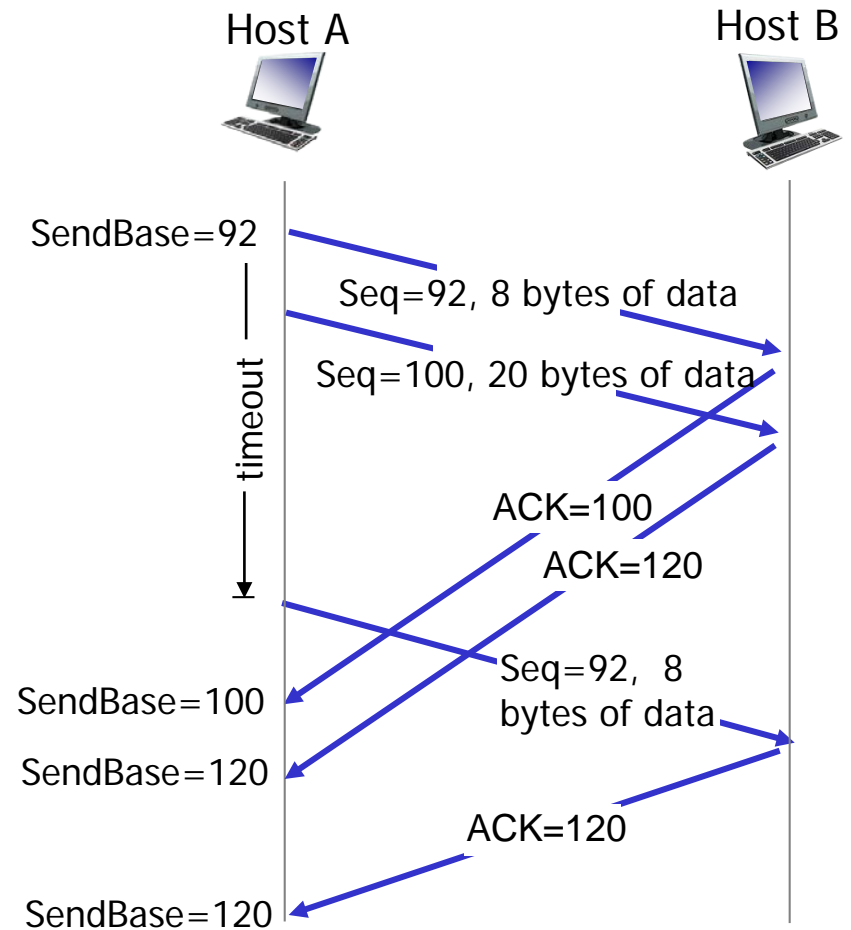 Host A
Host B
SendBase=92
Seq=92, 8 bytes of data
Seq=100, 20 bytes of data
timeout
ACK=100
ACK=120
Seq=92, 8
bytes of data
SendBase=100
SendBase=120
ACK=120
SendBase=120